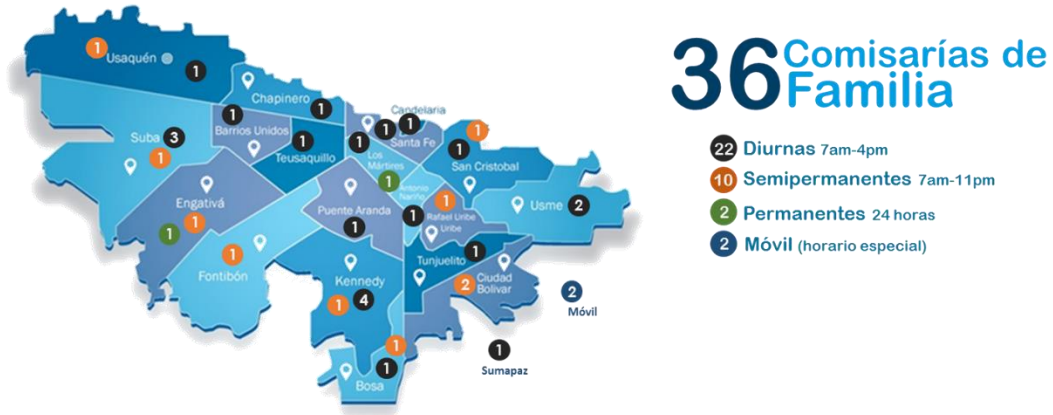 36 Comisarías de
Familia
22 Diurnas 7am-4pm
10 Semipermanentes 7am-11pm
2 Permanentes 24 horas
2 Móvil (horario especial)
1
Usaquén
1
Chapinero
1
Candelaria
1
1
1
Santa Fe
1
Barrios Unidos
1
Teusaquillo
1
Los
Mártires
1
1
San Cristobal
Suba 3
1
1
Antonio
Nariño
1
Engativá
1
1
Puente Aranda
1
1
Rafael Uribe
Uribe
Usme 2
1
Fontibón
Tunjuelito
1
Kennedy
1
4
2
Ciudad
Bolivar
2
Móvil
1
Sumapaz
1
1
Bosa